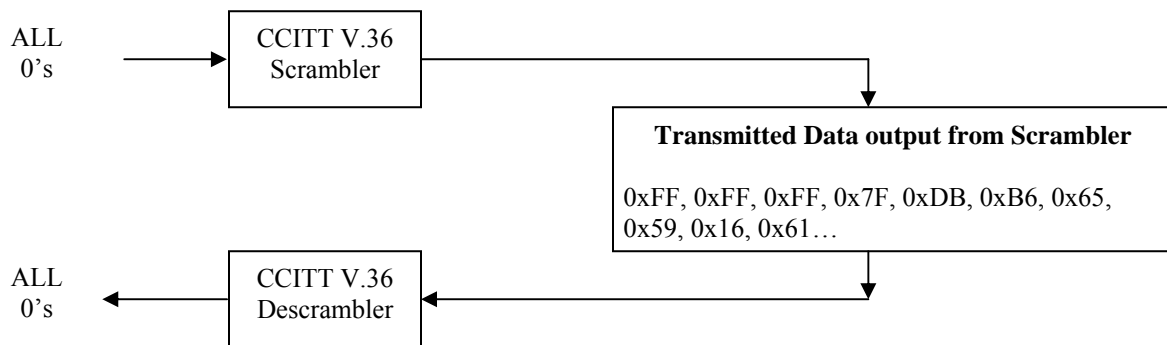 ALL
0's
CCITT V.36
Scrambler
Transmitted Data output from Scrambler
0xFF, 0xFF, 0xFF, 0x7F, 0xDB, 0xB6, 0x65,
0x59, 0x16, 0x61…
ALL
0's
CCITT V.36
Descrambler